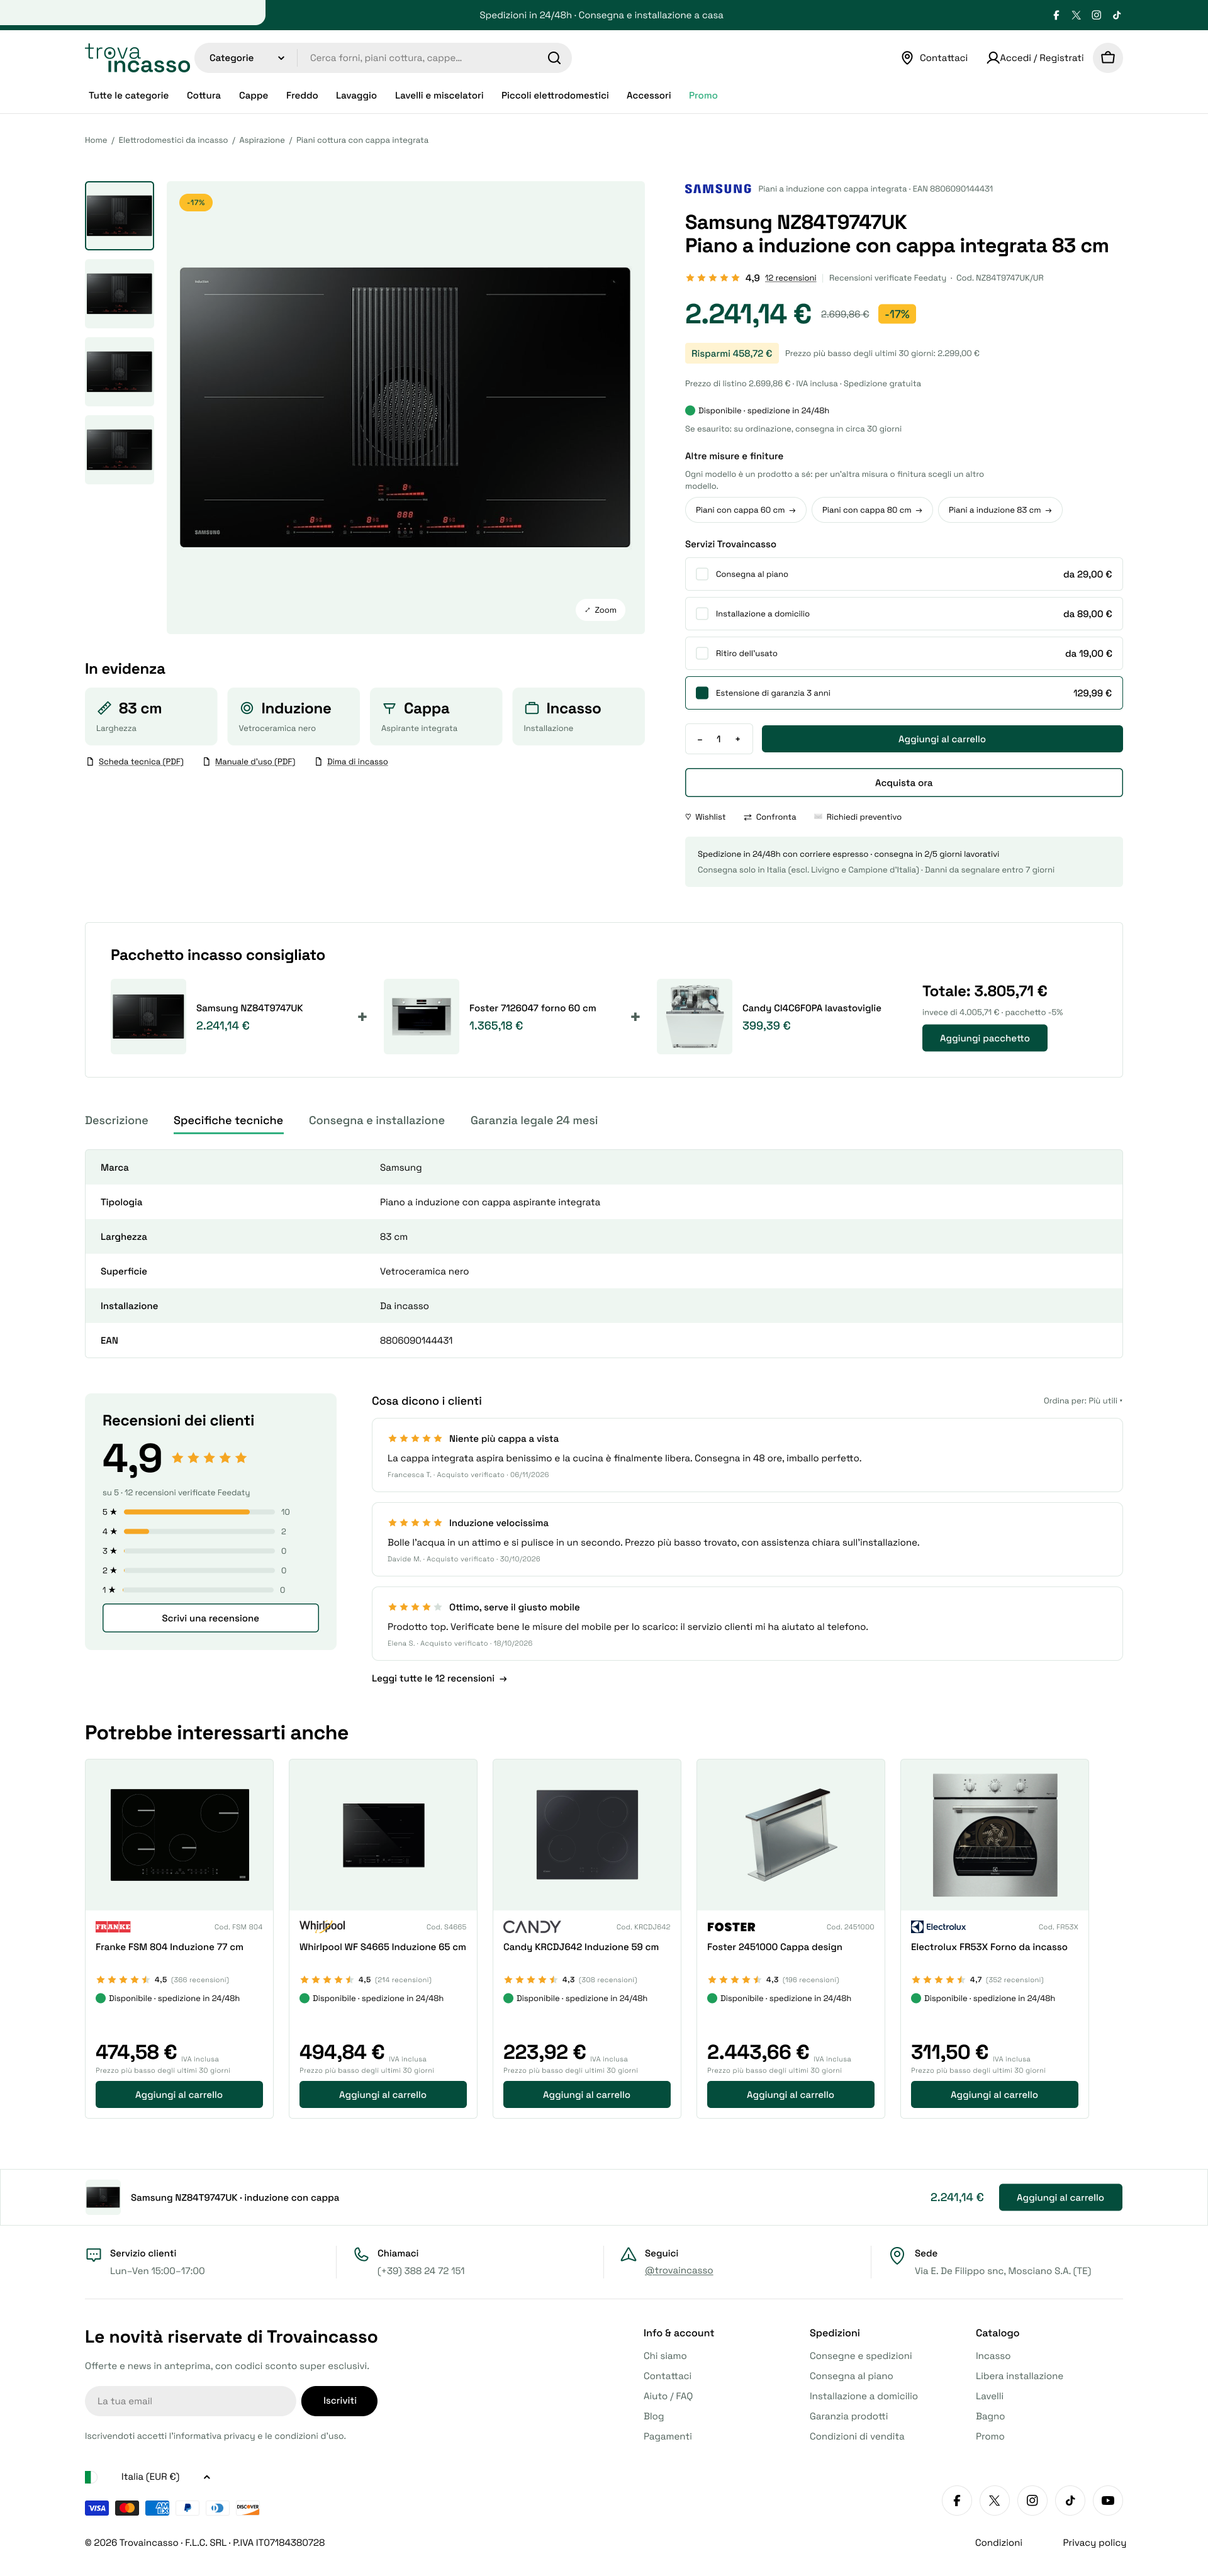 Spedizioni in 24/48h · Consegna e installazione a casa
trova incasso
Categorie
Cerca forni, piani cottura, cappe...
Contattaci
Accedi / Registrati
Tutte le categorie
Cottura
Cappe
Freddo
Lavaggio
Lavelli e miscelatori
Piccoli elettrodomestici
Accessori
Promo
Home / Elettrodomestici da incasso / Aspirazione / Piani cottura con cappa integrata
-17%
SAMSUNG
Zoom
SAMSUNG Piani a induzione con cappa integrata · EAN 8806090144431
Samsung NZ84T9747UK
Piano a induzione con cappa integrata 83 cm
4,9 12 recensioni Recensioni verificate Feedaty · Cod. NZ84T9747UK/UR
2.241,14 € 2.699,86 € -17%
Risparmi 458,72 € Prezzo più basso degli ultimi 30 giorni: 2.299,00 €
Prezzo di listino 2.699,86 € · IVA inclusa · Spedizione gratuita
Disponibile · spedizione in 24/48h
Se esaurito: su ordinazione, consegna in circa 30 giorni
Altre misure e finiture
Ogni modello è un prodotto a sé: per un'altra misura o finitura scegli un altro
modello.
Piani con cappa 60 cm →
Piani con cappa 80 cm →
Piani a induzione 83 cm →
Servizi Trovaincasso
Consegna al piano da 29,00 €
Installazione a domicilio da 89,00 €
Ritiro dell'usato da 19,00 €
Estensione di garanzia 3 anni 129,99 €
– 1 +
Aggiungi al carrello
Acquista ora
Wishlist
Confronta
Richiedi preventivo
Spedizione in 24/48h con corriere espresso · consegna in 2/5 giorni lavorativi
Consegna solo in Italia (escl. Livigno e Campione d'Italia) · Danni da segnalare entro 7 giorni
In evidenza
83 cm
Larghezza
Induzione
Vetroceramica nero
Cappa
Aspirante integrata
Incasso
Installazione
Scheda tecnica (PDF)
Manuale d'uso (PDF)
Dima di incasso
Pacchetto incasso consigliato
Samsung NZ84T9747UK
2.241,14 €
+
Foster 7126047 forno 60 cm
1.365,18 €
+
Candy CI4C6F0PA lavastoviglie
399,39 €
Totale: 3.805,71 €
invece di 4.005,71 € · pacchetto -5%
Aggiungi pacchetto
Descrizione
Specifiche tecniche
Consegna e installazione
Garanzia legale 24 mesi
Marca Samsung
Tipologia Piano a induzione con cappa aspirante integrata
Larghezza 83 cm
Superficie Vetroceramica nero
Installazione Da incasso
EAN 8806090144431
Recensioni dei clienti
4,9
su 5 · 12 recensioni verificate Feedaty
5 ★ 10
4 ★ 2
3 ★ 0
2 ★ 0
1 ★ 0
Scrivi una recensione
Cosa dicono i clienti
Ordina per: Più utili
Niente più cappa a vista
La cappa integrata aspira benissimo e la cucina è finalmente libera. Consegna in 48 ore, imballo perfetto.
Francesca T. · Acquisto verificato · 06/11/2026
Induzione velocissima
Bolle l'acqua in un attimo e si pulisce in un secondo. Prezzo più basso trovato, con assistenza chiara sull'installazione.
Davide M. · Acquisto verificato · 30/10/2026
Ottimo, serve il giusto mobile
Prodotto top. Verificate bene le misure del mobile per lo scarico: il servizio clienti mi ha aiutato al telefono.
Elena S. · Acquisto verificato · 18/10/2026
Leggi tutte le 12 recensioni →
Potrebbe interessarti anche
FRANKE Cod. FSM 804
Franke FSM 804 Induzione 77 cm
4,5 (366 recensioni)
Disponibile · spedizione in 24/48h
474,58 € IVA inclusa
Prezzo più basso degli ultimi 30 giorni
Aggiungi al carrello
Whirlpool Cod. S4665
Whirlpool WF S4665 Induzione 65 cm
4,5 (214 recensioni)
Disponibile · spedizione in 24/48h
494,84 € IVA inclusa
Prezzo più basso degli ultimi 30 giorni
Aggiungi al carrello
CANDY Cod. KRCDJ642
Candy KRCDJ642 Induzione 59 cm
4,3 (308 recensioni)
Disponibile · spedizione in 24/48h
223,92 € IVA inclusa
Prezzo più basso degli ultimi 30 giorni
Aggiungi al carrello
FOSTER Cod. 2451000
Foster 2451000 Cappa design
4,3 (196 recensioni)
Disponibile · spedizione in 24/48h
2.443,66 € IVA inclusa
Prezzo più basso degli ultimi 30 giorni
Aggiungi al carrello
Electrolux Cod. FR53X
Electrolux FR53X Forno da incasso
4,7 (352 recensioni)
Disponibile · spedizione in 24/48h
311,50 € IVA inclusa
Prezzo più basso degli ultimi 30 giorni
Aggiungi al carrello
Samsung NZ84T9747UK · induzione con cappa
2.241,14 €
Aggiungi al carrello
Servizio clienti
Lun–Ven 15:00–17:00
Chiamaci
(+39) 388 24 72 151
Seguici
@trovaincasso
Sede
Via E. De Filippo snc, Mosciano S.A. (TE)
Le novità riservate di Trovaincasso
Offerte e news in anteprima, con codici sconto super esclusivi.
La tua email
Iscriviti
Iscrivendoti accetti l'informativa privacy e le condizioni d'uso.
Info & account
Chi siamo
Contattaci
Aiuto / FAQ
Blog
Pagamenti
Spedizioni
Consegne e spedizioni
Consegna al piano
Installazione a domicilio
Garanzia prodotti
Condizioni di vendita
Catalogo
Incasso
Libera installazione
Lavelli
Bagno
Promo
Italia (EUR €)
VISA
AMEX
DISCOVER
© 2026 Trovaincasso · F.L.C. SRL · P.IVA IT07184380728
Condizioni
Privacy policy